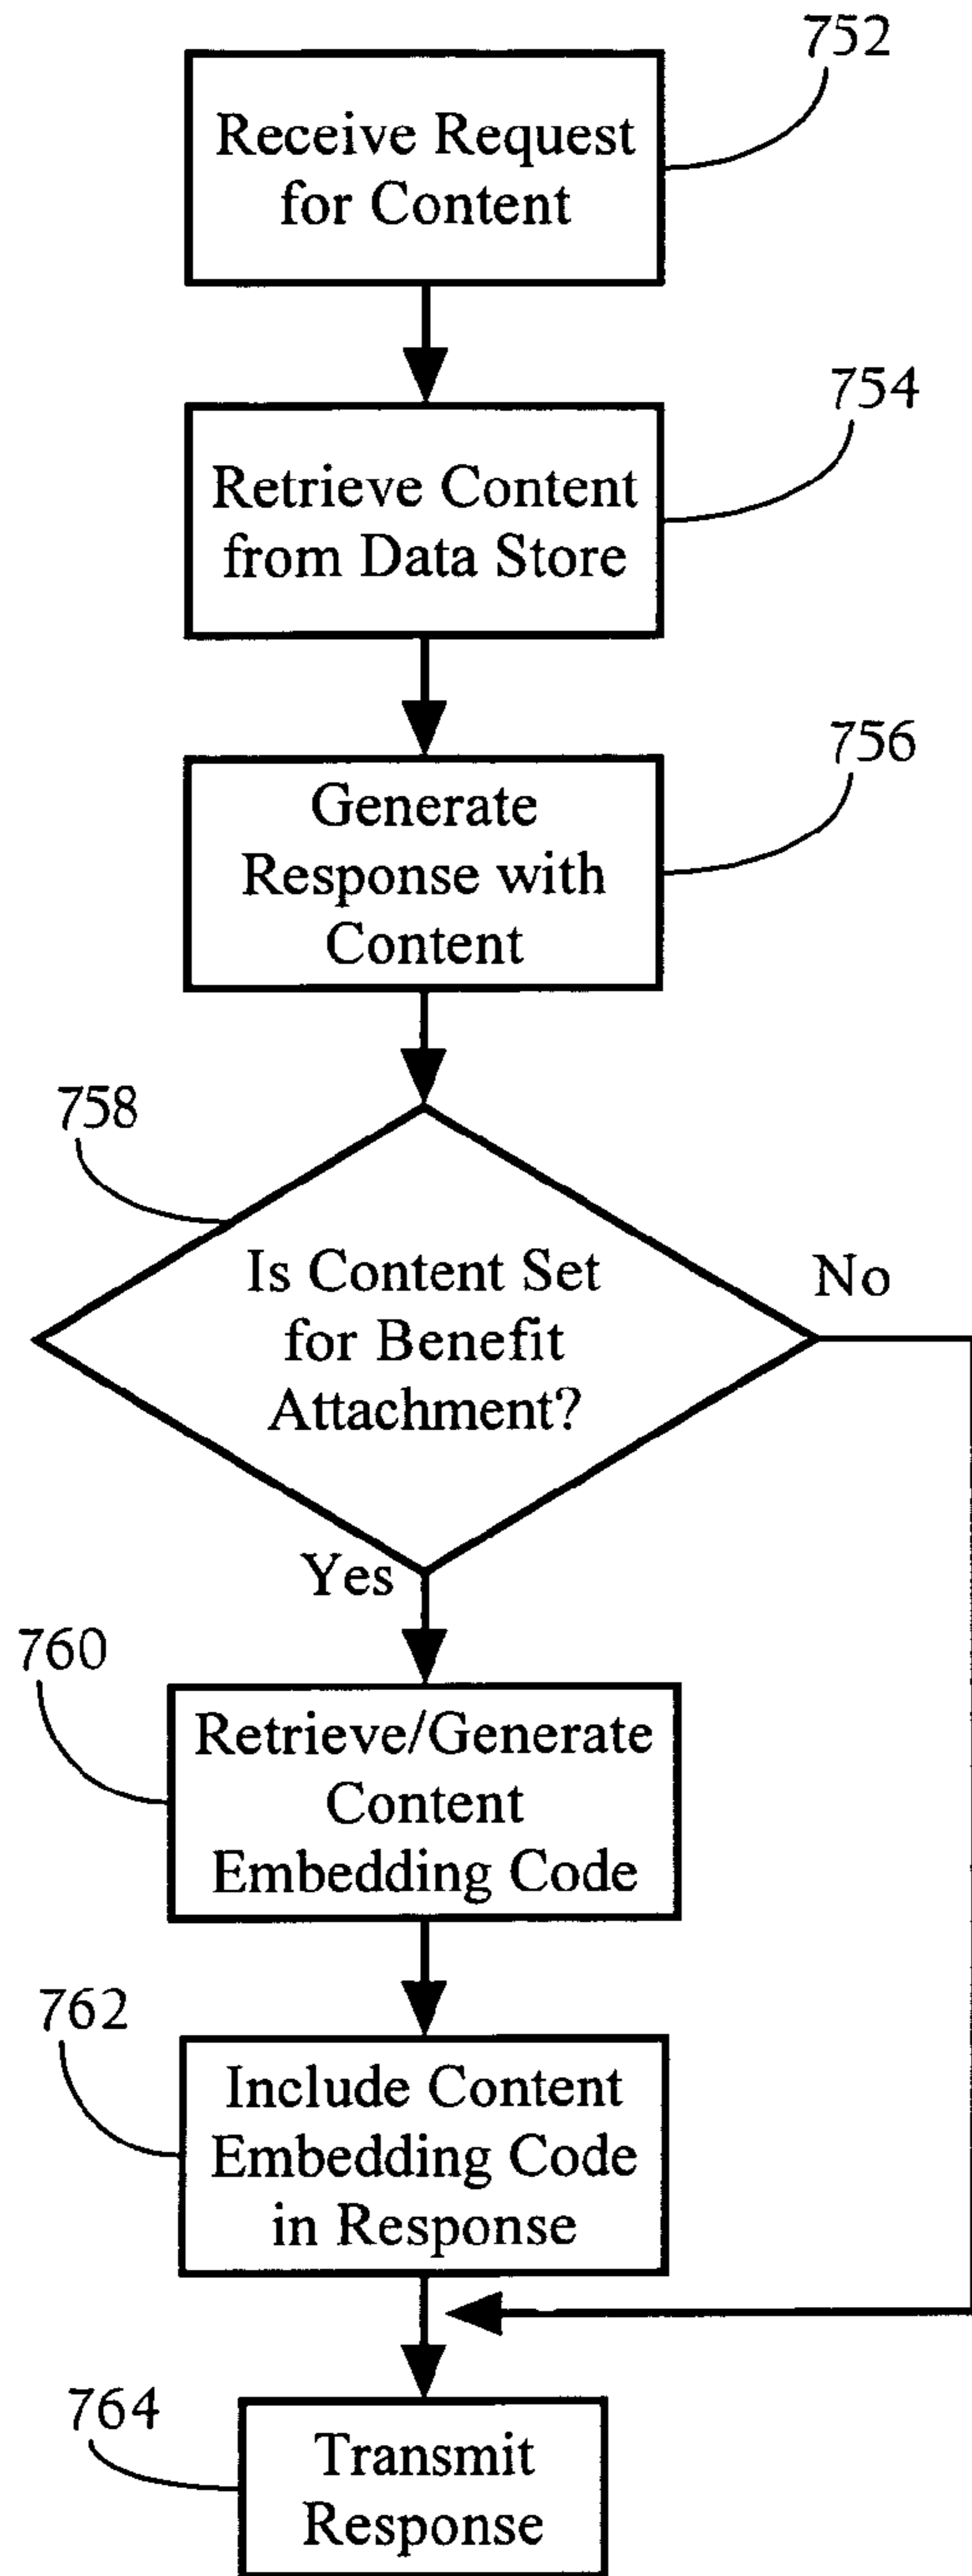 752
Receive Request
for Content
754
Retrieve Content
from Data Store
756
Generate
Response with
Content
758
Is Content Set
for Benefit
Attachment?
No
Yes
760
Retrieve/Generate
Content
Embedding Code
762
Include Content
Embedding Code
in Response
764
Transmit
Response